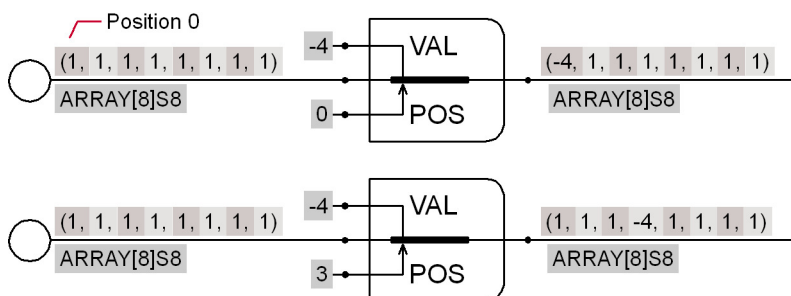 Position 0
-4
VAL
(1, 1, 1, 1, 1, 1, 1, 1)
(-4, 1, 1, 1, 1, 1, 1, 1)
ARRAY[8]S8
ARRAY[8]S8
0
POS
-4
VAL
(1, 1, 1, 1, 1, 1, 1, 1)
(1, 1, 1, -4, 1, 1, 1, 1)
ARRAY[8]S8
ARRAY[8]S8
3
POS